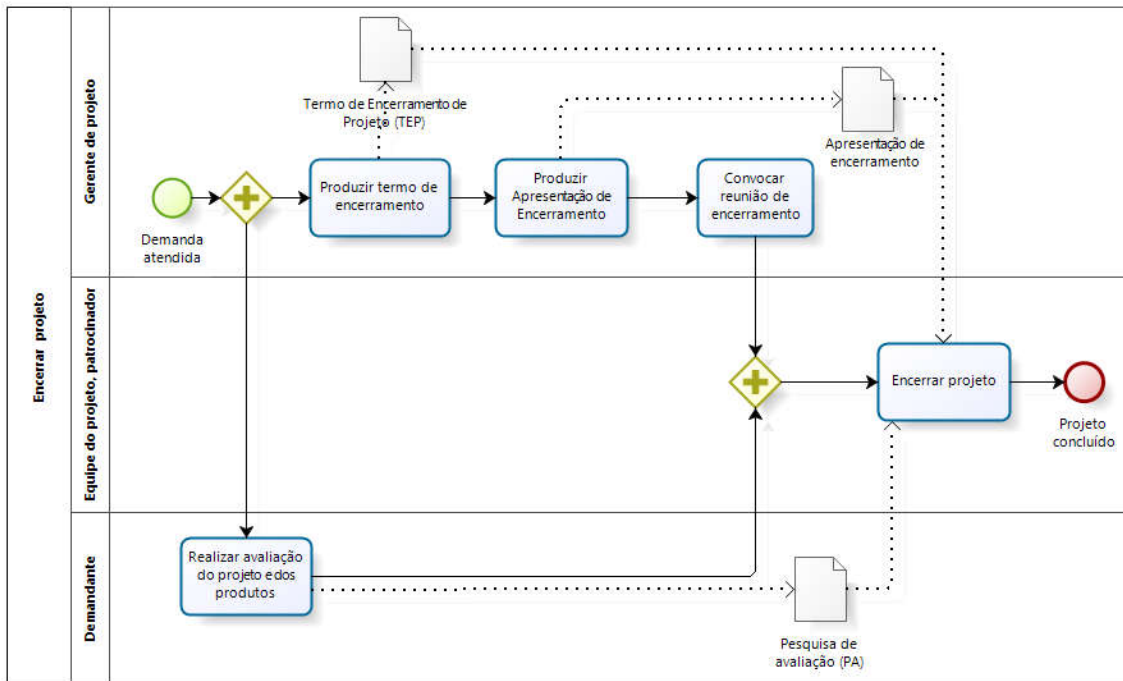 Encerrar projeto
Gerente de projeto
Equipe do projeto, patrocinador
Demandante
Demanda
atendida
Termo de Encerramento de
Projeto (TEP)
Produzir termo de
encerramento
Produzir
Apresentação de
Encerramento
Convocar
reunião de
encerramento
Apresentação de
encerramento
Encerrar projeto
Projeto
concluído
Realizar avaliação
do projeto e dos
produtos
Pesquisa de
avaliação (PA)